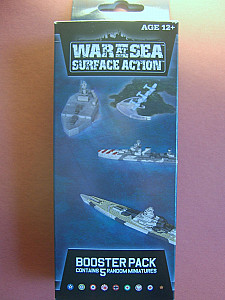 AGE 12+
WAR AT SEA
SURFACE ACTION
BOOSTER PACK
CONTAINS 5 RANDOM MINIATURES